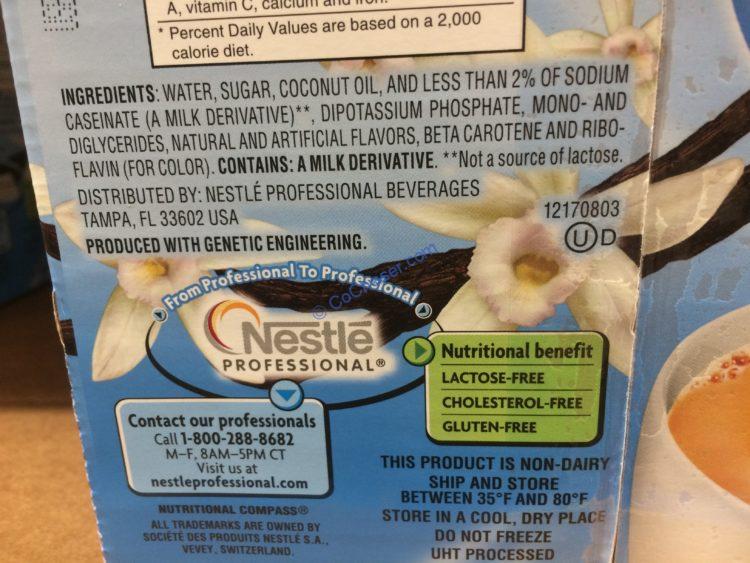 A, vitamin C, calcium and iron.
* Percent Daily Values are based on a 2,000
calorie diet.
INGREDIENTS: WATER, SUGAR, COCONUT OIL, AND LESS THAN 2% OF SODIUM
CASEINATE (A MILK DERIVATIVE)**, DIPOTASSIUM PHOSPHATE, MONO- AND
DIGLYCERIDES, NATURAL AND ARTIFICIAL FLAVORS, BETA CAROTENE AND RIBO-
FLAVIN (FOR COLOR). CONTAINS: A MILK DERIVATIVE. **Not a source of lactose.
DISTRIBUTED BY: NESTLÉ PROFESSIONAL BEVERAGES
TAMPA, FL 33602 USA
12170803
U D
PRODUCED WITH GENETIC ENGINEERING.
From Professional To Professional
© CoCoser.com
Nestlé
PROFESSIONAL®
Nutritional benefit
LACTOSE-FREE
CHOLESTEROL-FREE
GLUTEN-FREE
Contact our professionals
Call 1-800-288-8682
M–F, 8AM–5PM CT
Visit us at
nestleprofessional.com
NUTRITIONAL COMPASS®
ALL TRADEMARKS ARE OWNED BY
SOCIÉTÉ DES PRODUITS NESTLÉ S.A.,
VEVEY, SWITZERLAND.
THIS PRODUCT IS NON-DAIRY
SHIP AND STORE
BETWEEN 35°F AND 80°F
STORE IN A COOL, DRY PLACE
DO NOT FREEZE
UHT PROCESSED